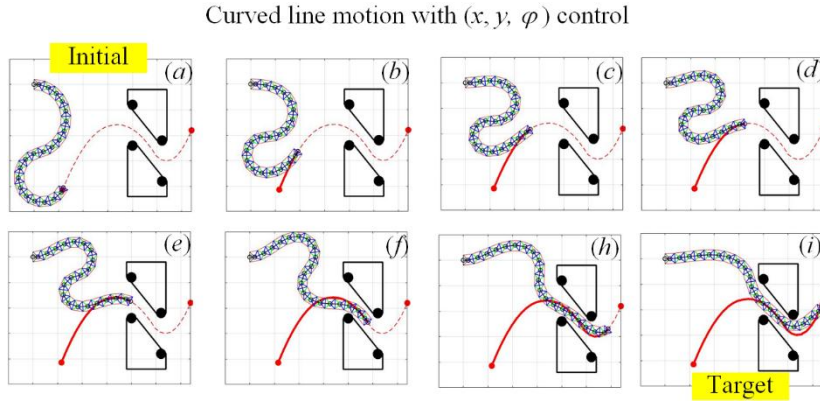 Curved line motion with (x, y, φ) control
Initial
(a)
(b)
(c)
(d)
(e)
(f)
(h)
(i)
Target